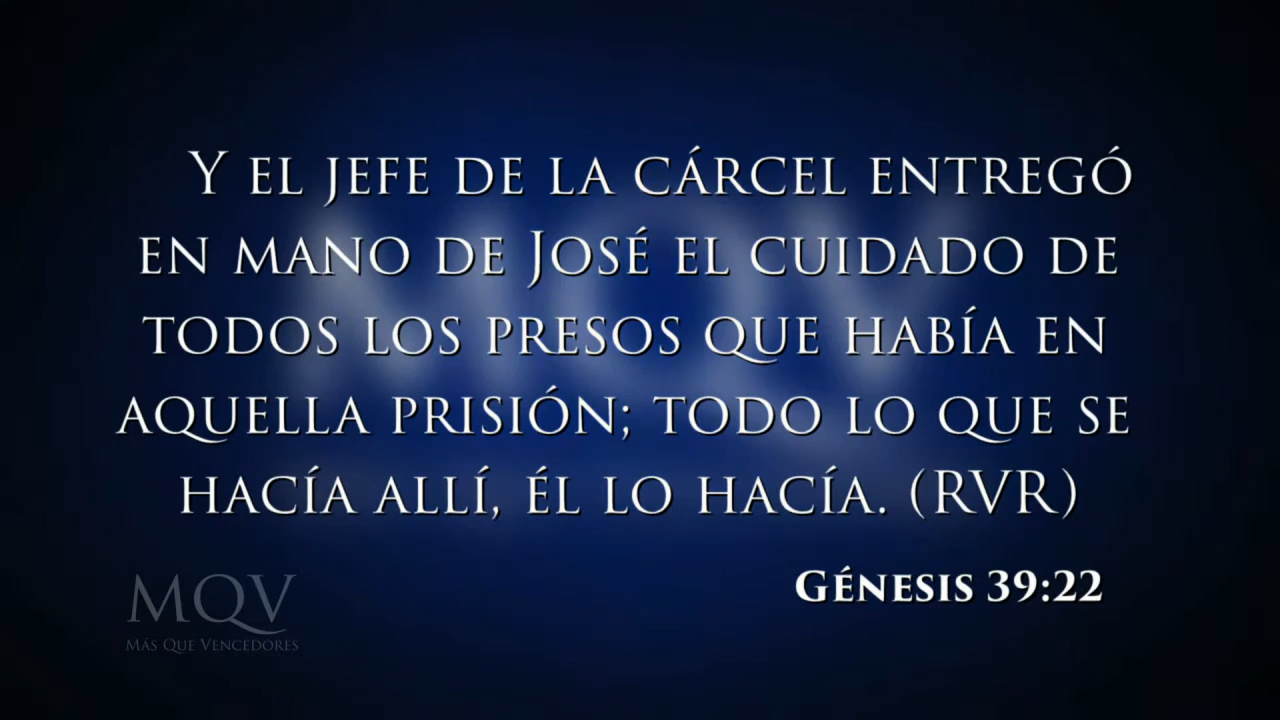 Y el jefe de la cárcel entregó
en mano de José el cuidado de
todos los presos que había en
aquella prisión; todo lo que se
hacía allí, él lo hacía. (RVR)
Génesis 39:22
MQV
Más Que Vencedores